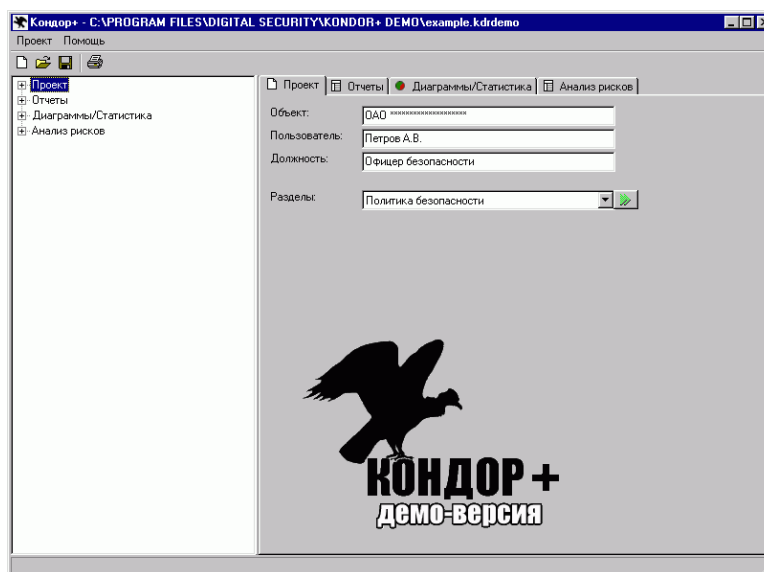 Кондор+ - C:\PROGRAM FILES\DIGITAL SECURITY\KONDOR+ DEMO\example.kdrdemo
Проект Помощь
Проект
Отчеты
Диаграммы/Статистика
Анализ рисков
Проект Отчеты Диаграммы/Статистика Анализ рисков
Объект: ОАО ********************
Пользователь: Петров А.В.
Должность: Офицер безопасности
Разделы: Политика безопасности
КОНДОР +
демо-версия